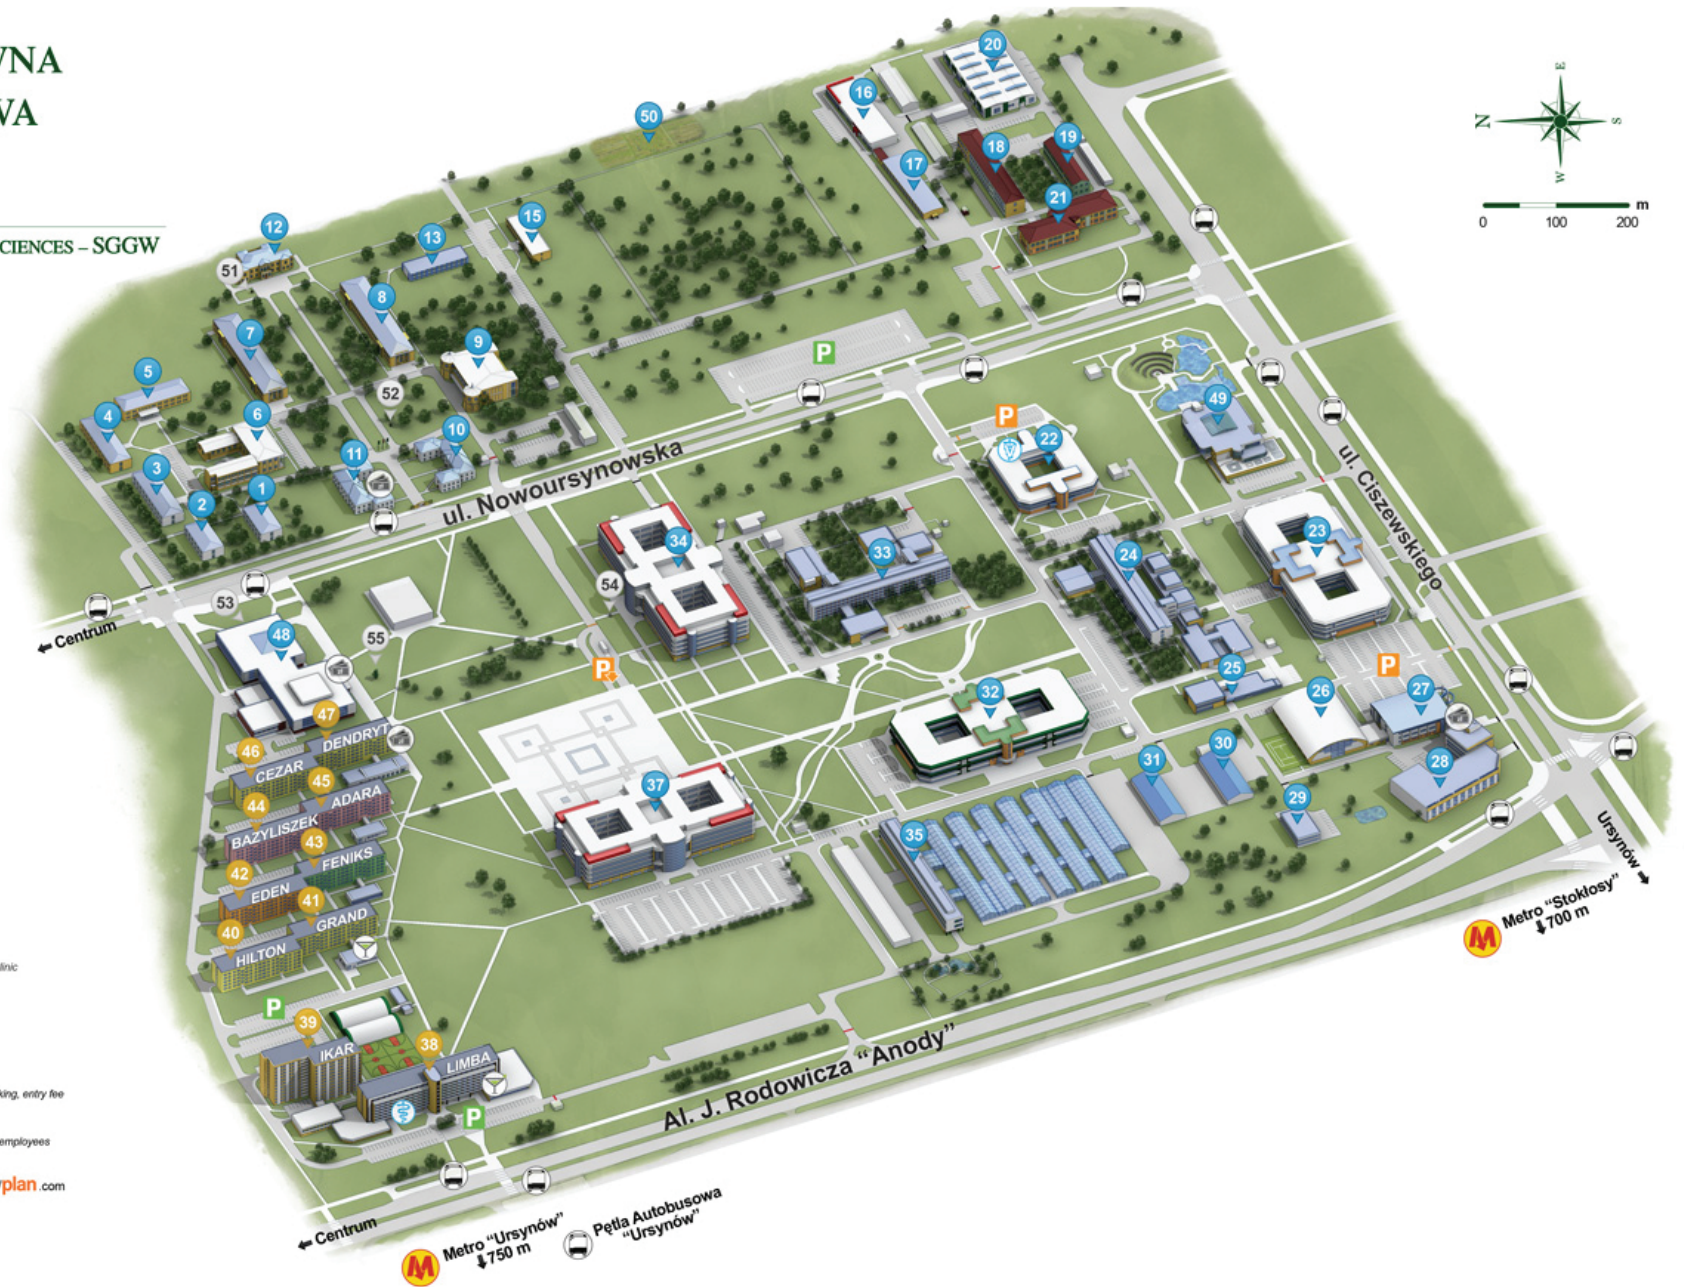 WNA
WA
CIENCES – SGGW
E
N
S
W
m
0 100 200
20
16
50
19
18
17
21
15
12
13
51
8
7
9
5
52
4
6
10
11
3
1
2
P
P
22
49
ul. Nowoursynowska
ul. Ciszewskiego
34
33
24
23
54
53
48
55
← Centrum
P
32
25
26
P
27
47
DENDRYT
46
CEZAR
45
ADARA
44
BAZYLISZEK
43
FENIKS
42
EDEN
41
GRAND
40
HILTON
37
35
31
30
29
28
Ursynów →
Metro "Stokłosy"
↓700 m
linic
P
39
IKAR
38
LIMBA
P
king, entry fee
employees
plan.com
Al. J. Rodowicza "Anody"
← Centrum
Metro "Ursynów"
↓750 m
Pętla Autobusowa
"Ursynów"